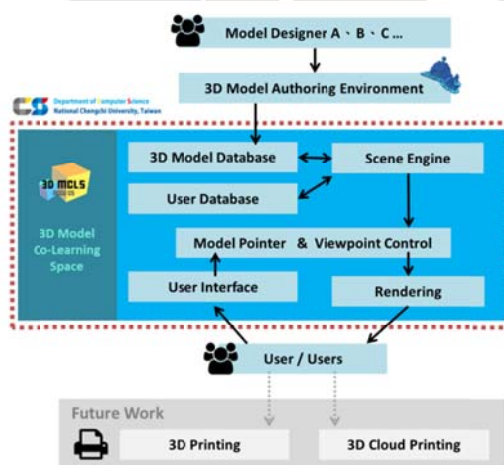 Model Designer A、B、C ...
3D Model Authoring Environment
CS Department of Computer Science
National Chengchi University, Taiwan
3D Model Database
Scene Engine
3D MCLS
User Database
3D Model
Co-Learning
Space
Model Pointer & Viewpoint Control
User Interface
Rendering
User / Users
Future Work
3D Printing
3D Cloud Printing